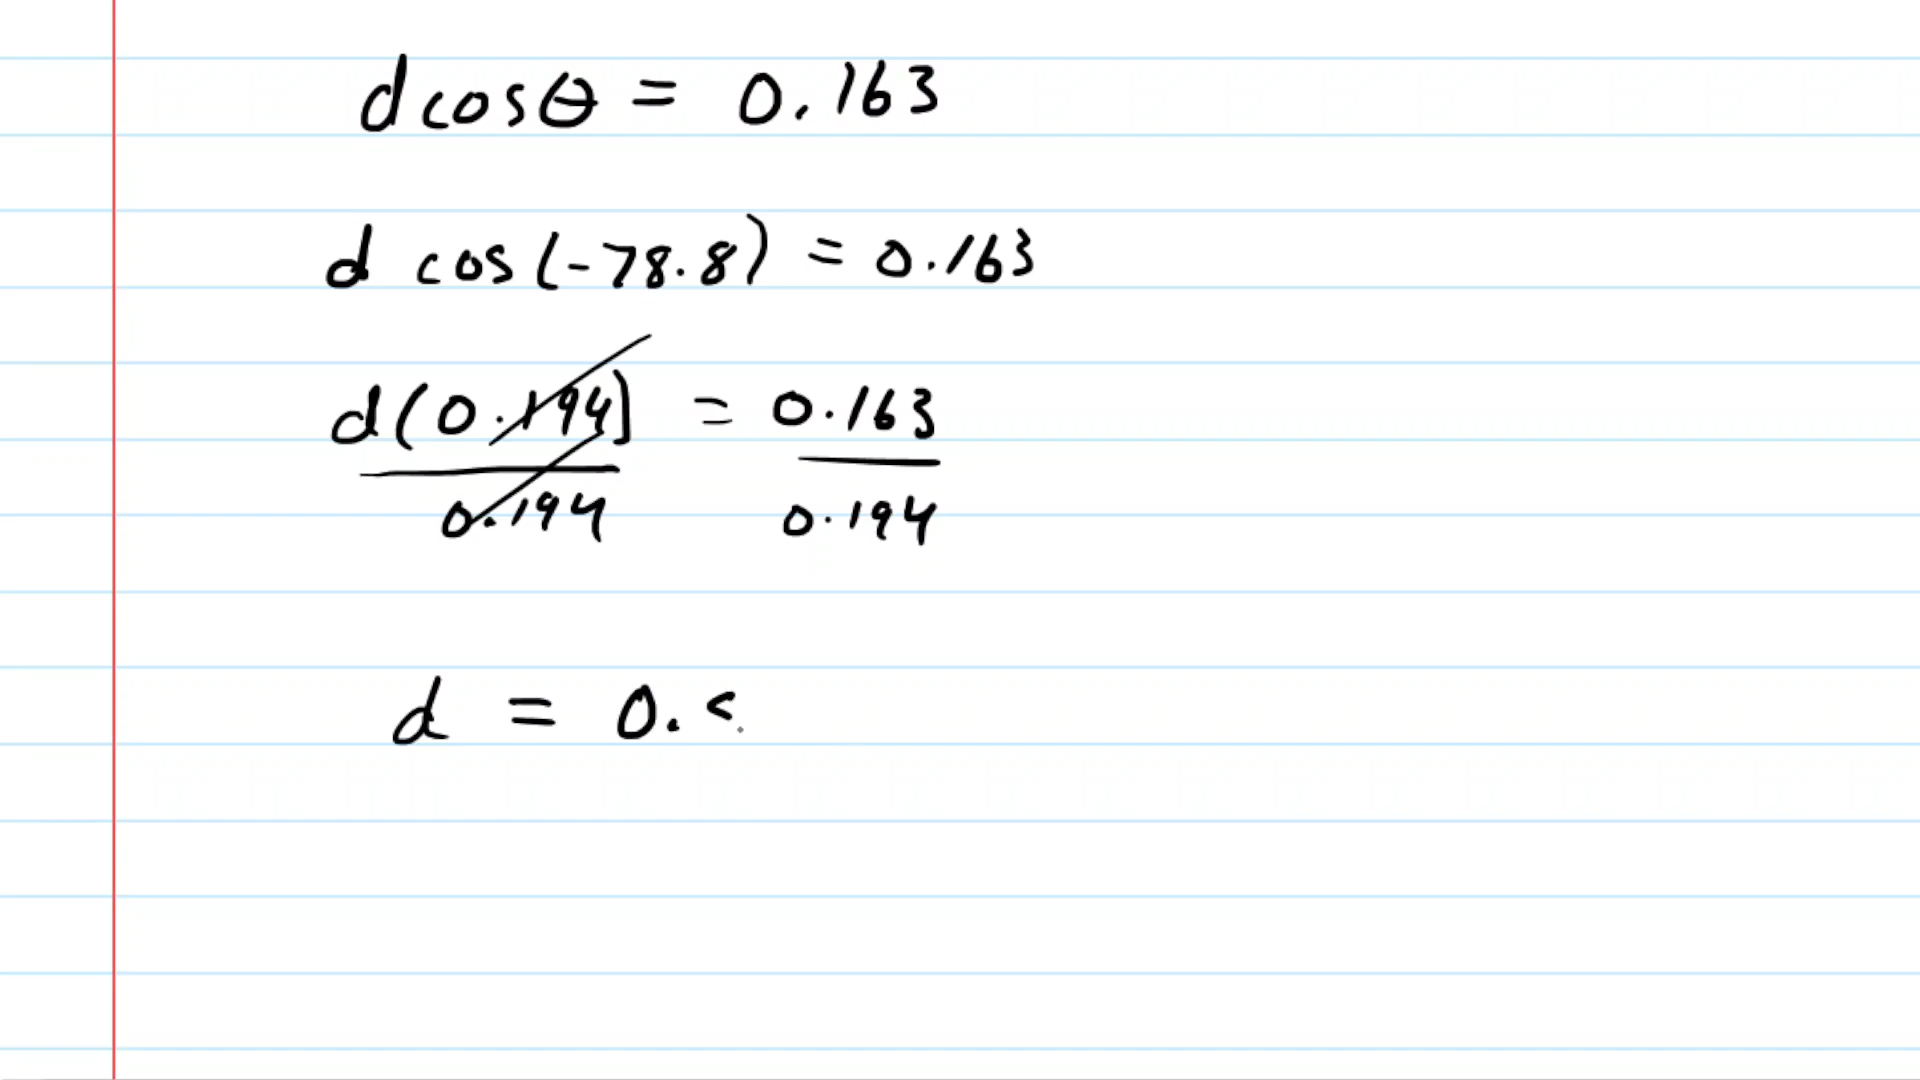 dcosθ = 0.163
d cos(-78.8) = 0.163
d(0.194) = 0.163
0.194 0.194
d = 0.